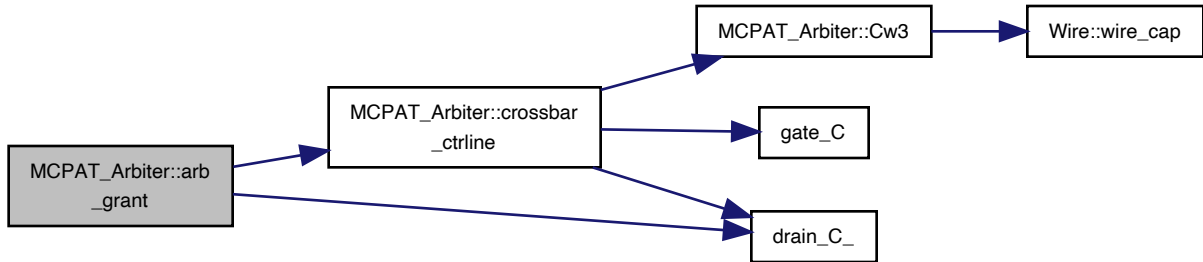 MCPAT_Arbiter::arb
_grant
MCPAT_Arbiter::crossbar
_ctrline
MCPAT_Arbiter::Cw3
Wire::wire_cap
gate_C
drain_C_